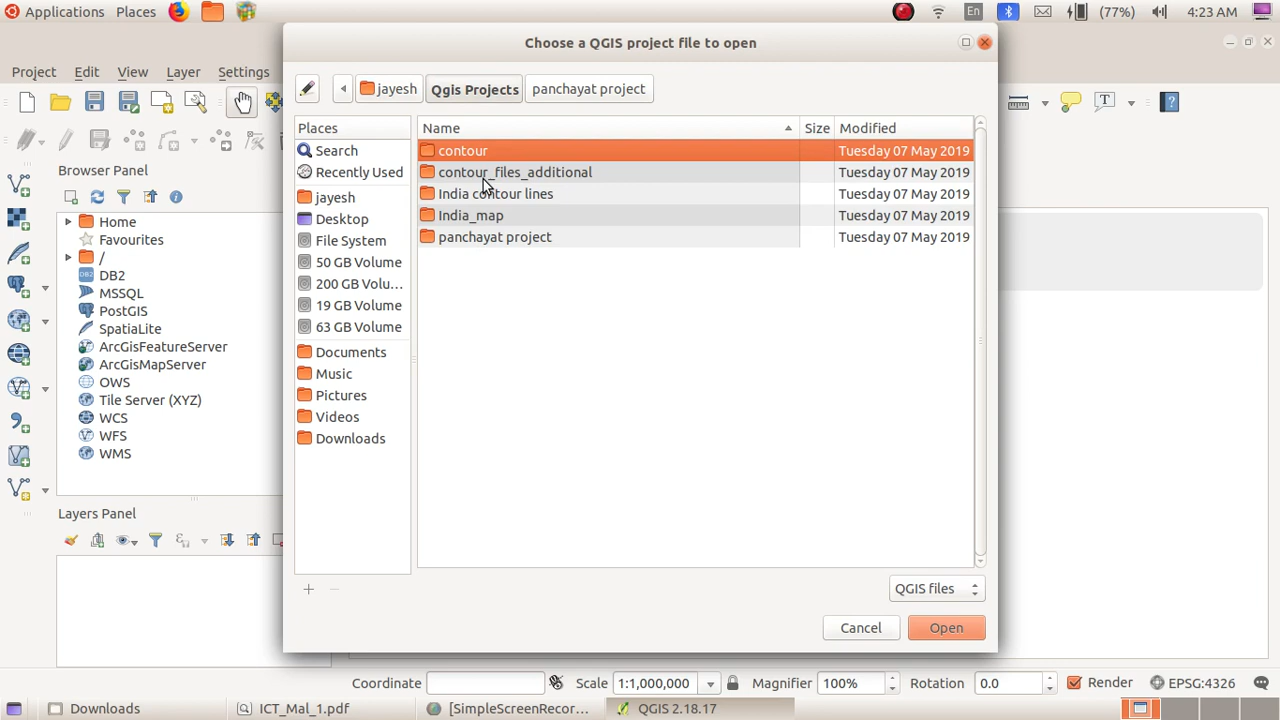 Applications Places En (77%) 4:23 AM
Choose a QGIS project file to open
Project Edit View Layer Settings
jayesh Qgis Projects panchayat project
Places Name Size Modified
Search contour Tuesday 07 May 2019
Recently Used contour_files_additional Tuesday 07 May 2019
jayesh India contour lines Tuesday 07 May 2019
Desktop India_map Tuesday 07 May 2019
File System panchayat project Tuesday 07 May 2019
50 GB Volume
200 GB Volu...
19 GB Volume
63 GB Volume
Documents
Music
Pictures
Videos
Downloads
QGIS files
Cancel Open
Browser Panel
Home
Favourites
/
DB2
MSSQL
PostGIS
SpatiaLite
ArcGisFeatureServer
ArcGisMapServer
OWS
Tile Server (XYZ)
WCS
WFS
WMS
Layers Panel
Coordinate Scale 1:1,000,000 Magnifier 100% Rotation 0.0 Render EPSG:4326
Downloads ICT_Mal_1.pdf [SimpleScreenRecor... QGIS 2.18.17